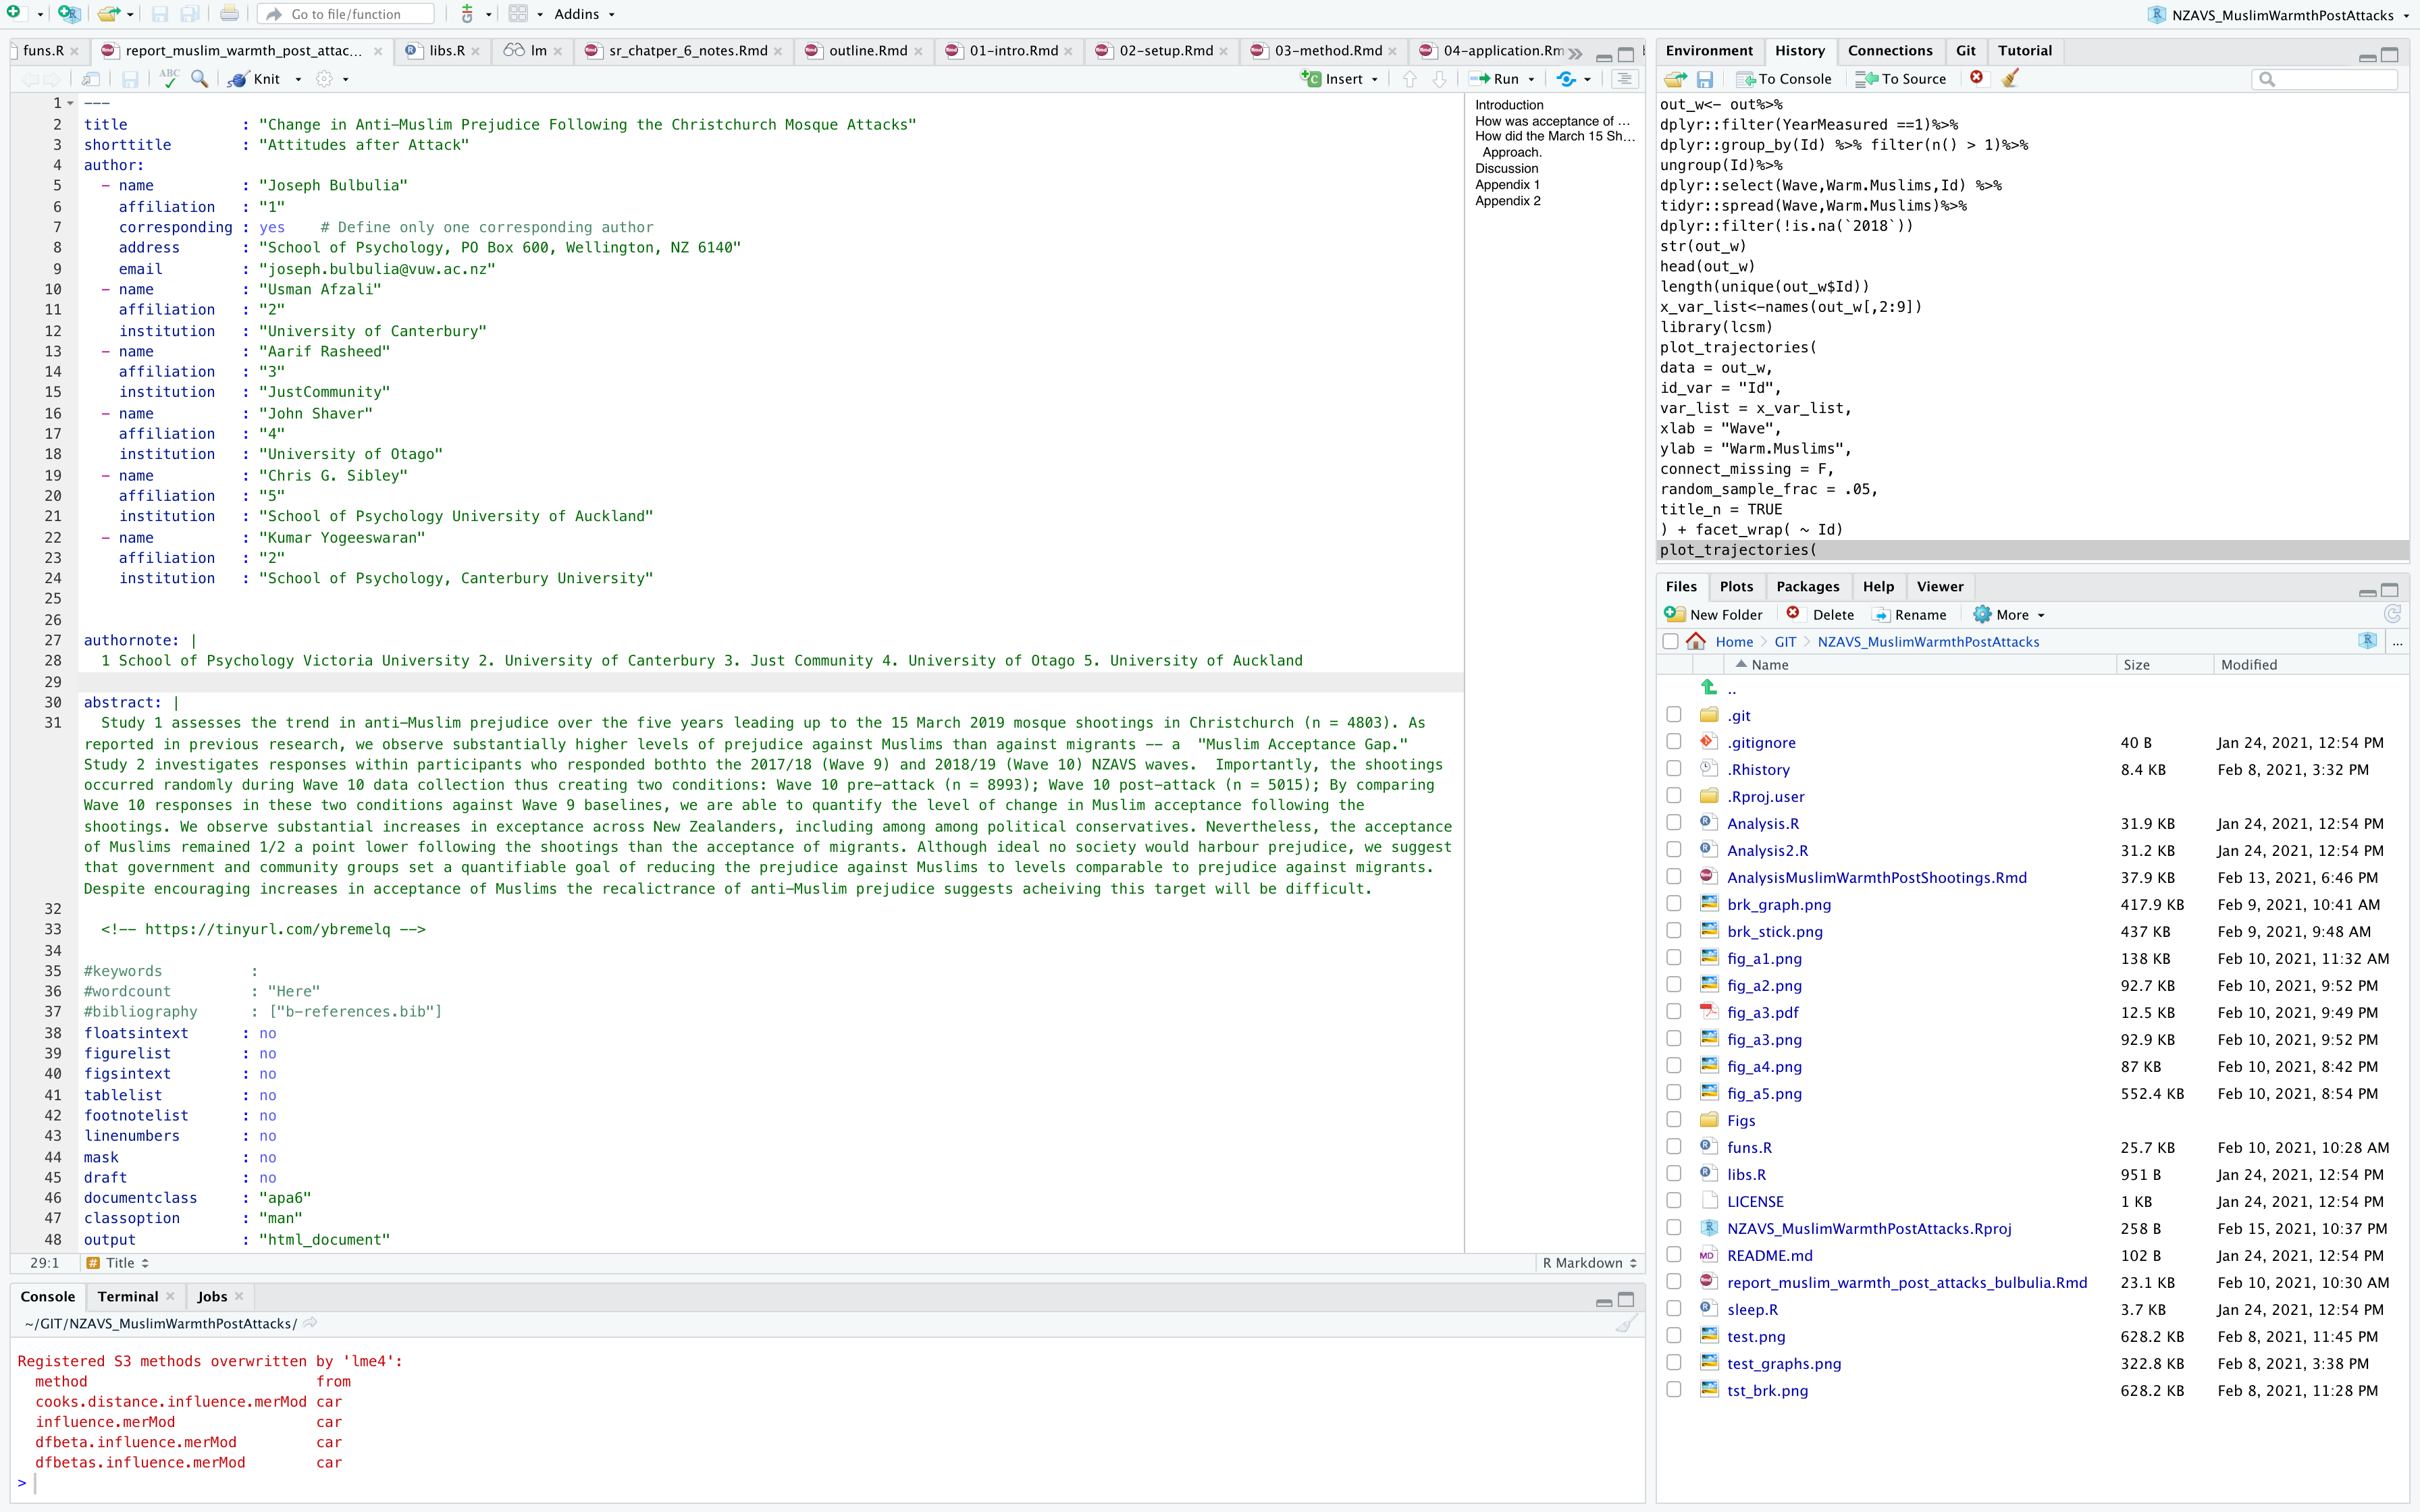 Go to file/function
Addins
NZAVS_MuslimWarmthPostAttacks
funs.R
report_muslim_warmth_post_attac...
libs.R
lm
sr_chatper_6_notes.Rmd
outline.Rmd
01-intro.Rmd
02-setup.Rmd
03-method.Rmd
04-application.Rm
ABC
Knit
Insert
Run
1 ---
2 title : "Change in Anti-Muslim Prejudice Following the Christchurch Mosque Attacks"
3 shorttitle : "Attitudes after Attack"
4 author:
5 - name : "Joseph Bulbulia"
6 affiliation : "1"
7 corresponding : yes # Define only one corresponding author
8 address : "School of Psychology, PO Box 600, Wellington, NZ 6140"
9 email : "joseph.bulbulia@vuw.ac.nz"
10 - name : "Usman Afzali"
11 affiliation : "2"
12 institution : "University of Canterbury"
13 - name : "Aarif Rasheed"
14 affiliation : "3"
15 institution : "JustCommunity"
16 - name : "John Shaver"
17 affiliation : "4"
18 institution : "University of Otago"
19 - name : "Chris G. Sibley"
20 affiliation : "5"
21 institution : "School of Psychology University of Auckland"
22 - name : "Kumar Yogeeswaran"
23 affiliation : "2"
24 institution : "School of Psychology, Canterbury University"
25
26
27 authornote: |
28 1 School of Psychology Victoria University 2. University of Canterbury 3. Just Community 4. University of Otago 5. University of Auckland
29
30 abstract: |
31 Study 1 assesses the trend in anti-Muslim prejudice over the five years leading up to the 15 March 2019 mosque shootings in Christchurch (n = 4803). As
reported in previous research, we observe substantially higher levels of prejudice against Muslims than against migrants -- a "Muslim Acceptance Gap."
Study 2 investigates responses within participants who responded bothto the 2017/18 (Wave 9) and 2018/19 (Wave 10) NZAVS waves. Importantly, the shootings
occurred randomly during Wave 10 data collection thus creating two conditions: Wave 10 pre-attack (n = 8993); Wave 10 post-attack (n = 5015); By comparing
Wave 10 responses in these two conditions against Wave 9 baselines, we are able to quantify the level of change in Muslim acceptance following the
shootings. We observe substantial increases in exceptance across New Zealanders, including among among political conservatives. Nevertheless, the acceptance
of Muslims remained 1/2 a point lower following the shootings than the acceptance of migrants. Although ideal no society would harbour prejudice, we suggest
that government and community groups set a quantifiable goal of reducing the prejudice against Muslims to levels comparable to prejudice against migrants.
Despite encouraging increases in acceptance of Muslims the recalictrance of anti-Muslim prejudice suggests acheiving this target will be difficult.
32
33 <!-- https://tinyurl.com/ybremelq -->
34
35 #keywords :
36 #wordcount : "Here"
37 #bibliography : ["b-references.bib"]
38 floatsintext : no
39 figurelist : no
40 figsintext : no
41 tablelist : no
42 footnotelist : no
43 linenumbers : no
44 mask : no
45 draft : no
46 documentclass : "apa6"
47 classoption : "man"
48 output : "html_document"
29:1 # Title
R Markdown
Introduction
How was acceptance of ...
How did the March 15 Sh...
Approach.
Discussion
Appendix 1
Appendix 2
Console
Terminal
Jobs
~/GIT/NZAVS_MuslimWarmthPostAttacks/
Registered S3 methods overwritten by 'lme4':
method from
cooks.distance.influence.merMod car
influence.merMod car
dfbeta.influence.merMod car
dfbetas.influence.merMod car
>
Environment
History
Connections
Git
Tutorial
To Console
To Source
out_w<- out%>%
dplyr::filter(YearMeasured ==1)%>%
dplyr::group_by(Id) %>% filter(n() > 1)%>%
ungroup(Id)%>%
dplyr::select(Wave,Warm.Muslims,Id) %>%
tidyr::spread(Wave,Warm.Muslims)%>%
dplyr::filter(!is.na(`2018`))
str(out_w)
head(out_w)
length(unique(out_w$Id))
x_var_list<-names(out_w[,2:9])
library(lcsm)
plot_trajectories(
data = out_w,
id_var = "Id",
var_list = x_var_list,
xlab = "Wave",
ylab = "Warm.Muslims",
connect_missing = F,
random_sample_frac = .05,
title_n = TRUE
) + facet_wrap( ~ Id)
plot_trajectories(
Files
Plots
Packages
Help
Viewer
New Folder
Delete
Rename
More
Home
GIT
NZAVS_MuslimWarmthPostAttacks
...
Name Size Modified
..
.git
.gitignore 40 B Jan 24, 2021, 12:54 PM
.Rhistory 8.4 KB Feb 8, 2021, 3:32 PM
.Rproj.user
Analysis.R 31.9 KB Jan 24, 2021, 12:54 PM
Analysis2.R 31.2 KB Jan 24, 2021, 12:54 PM
AnalysisMuslimWarmthPostShootings.Rmd 37.9 KB Feb 13, 2021, 6:46 PM
brk_graph.png 417.9 KB Feb 9, 2021, 10:41 AM
brk_stick.png 437 KB Feb 9, 2021, 9:48 AM
fig_a1.png 138 KB Feb 10, 2021, 11:32 AM
fig_a2.png 92.7 KB Feb 10, 2021, 9:52 PM
fig_a3.pdf 12.5 KB Feb 10, 2021, 9:49 PM
fig_a3.png 92.9 KB Feb 10, 2021, 9:52 PM
fig_a4.png 87 KB Feb 10, 2021, 8:42 PM
fig_a5.png 552.4 KB Feb 10, 2021, 8:54 PM
Figs
funs.R 25.7 KB Feb 10, 2021, 10:28 AM
libs.R 951 B Jan 24, 2021, 12:54 PM
LICENSE 1 KB Jan 24, 2021, 12:54 PM
NZAVS_MuslimWarmthPostAttacks.Rproj 258 B Feb 15, 2021, 10:37 PM
README.md 102 B Jan 24, 2021, 12:54 PM
report_muslim_warmth_post_attacks_bulbulia.Rmd 23.1 KB Feb 10, 2021, 10:30 AM
sleep.R 3.7 KB Jan 24, 2021, 12:54 PM
test.png 628.2 KB Feb 8, 2021, 11:45 PM
test_graphs.png 322.8 KB Feb 8, 2021, 3:38 PM
tst_brk.png 628.2 KB Feb 8, 2021, 11:28 PM